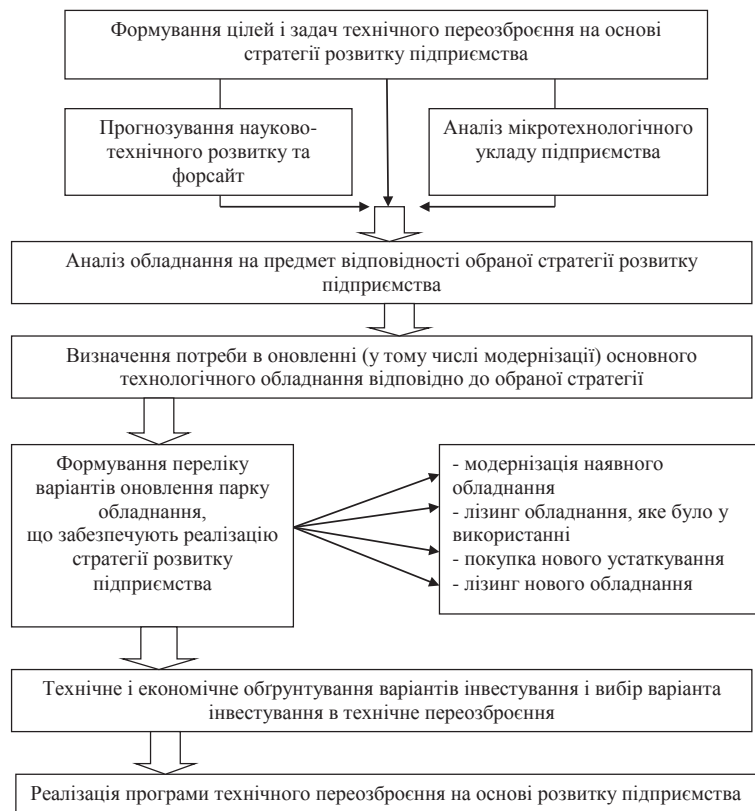 Формування цілей і задач технічного переозброєння на основі
стратегії розвитку підприємства
Прогнозування науково-
технічного розвитку та
форсайт
Аналіз мікротехнологічного
укладу підприємства
Аналіз обладнання на предмет відповідності обраної стратегії розвитку
підприємства
Визначення потреби в оновленні (у тому числі модернізації) основного
технологічного обладнання відповідно до обраної стратегії
Формування переліку
варіантів оновлення парку
обладнання,
що забезпечують реалізацію
стратегії розвитку
підприємства
- модернізація наявного
обладнання
- лізинг обладнання, яке було у
використанні
- покупка нового устаткування
- лізинг нового обладнання
Технічне і економічне обґрунтування варіантів інвестування і вибір варіанта
інвестування в технічне переозброєння
Реалізація програми технічного переозброєння на основі розвитку підприємства